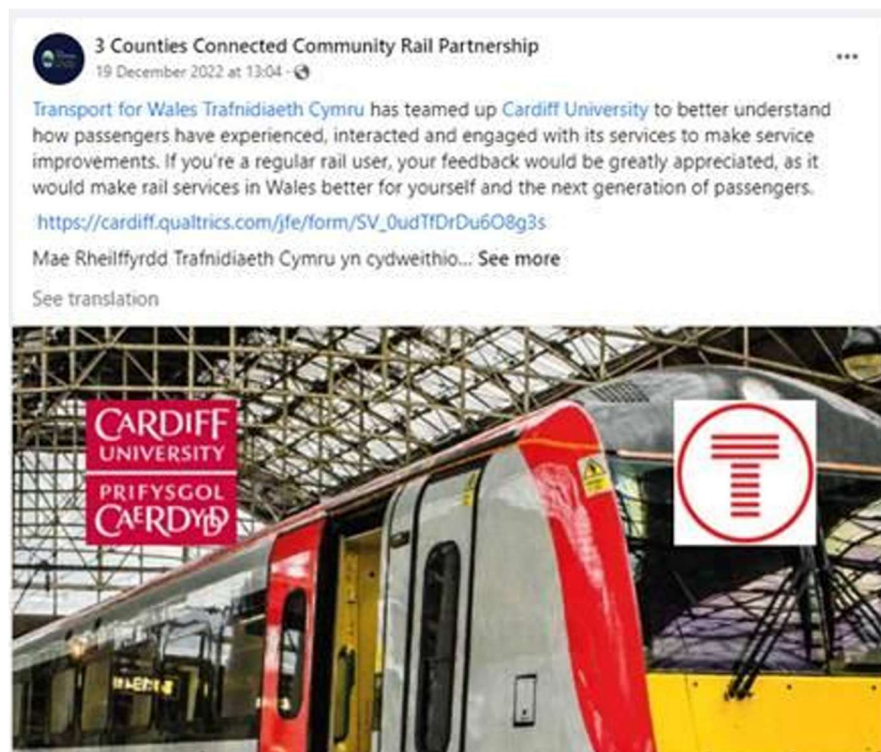 3 Counties Connected Community Rail Partnership
19 December 2022 at 13:04 ·
Transport for Wales Trafnidiaeth Cymru has teamed up Cardiff University to better understand
how passengers have experienced, interacted and engaged with its services to make service
improvements. If you're a regular rail user, your feedback would be greatly appreciated, as it
would make rail services in Wales better for yourself and the next generation of passengers.
https://cardiff.qualtrics.com/jfe/form/SV_0udTfDrDu6O8g3s
Mae Rheilffyrdd Trafnidiaeth Cymru yn cydweithio... See more
See translation
CARDIFF
UNIVERSITY
PRIFYSGOL
CAERDYDD
T